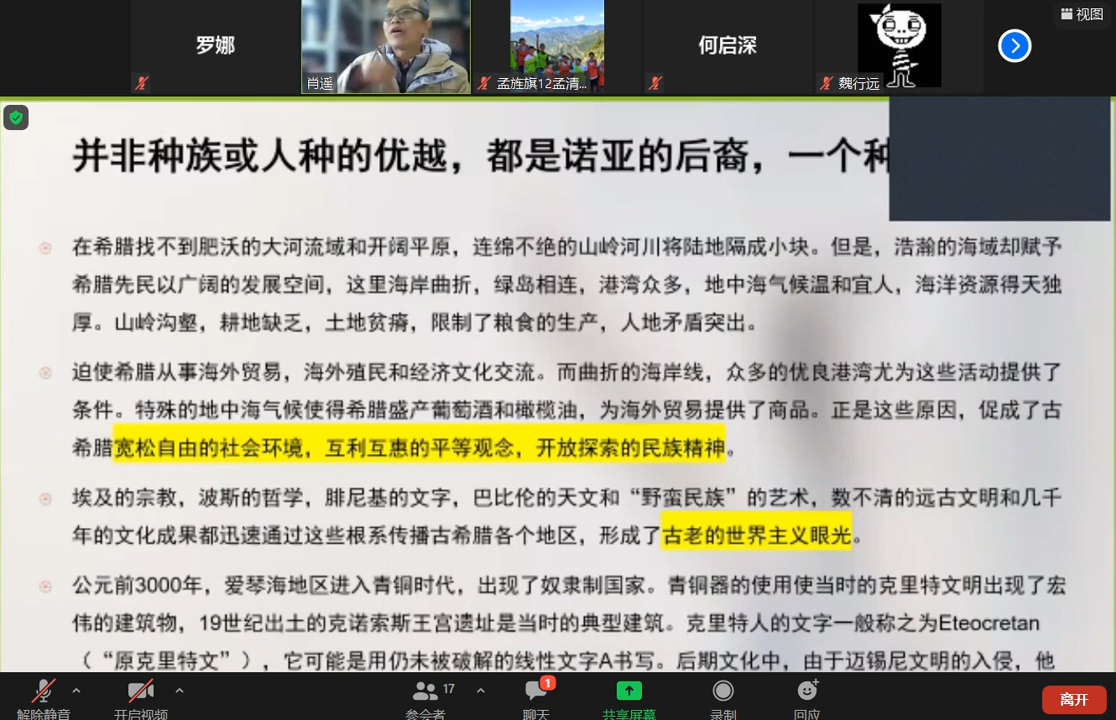 视图
罗娜
何启深
肖遥
孟旌旗12孟清...
魏行远
并非种族或人种的优越，都是诺亚的后裔，一个种
在希腊找不到肥沃的大河流域和开阔平原，连绵不绝的山岭河川将陆地隔成小块。但是，浩瀚的海域却赋予
希腊先民以广阔的发展空间，这里海岸曲折，绿岛相连，港湾众多，地中海气候温和宜人，海洋资源得天独
厚。山岭沟壑，耕地缺乏，土地贫瘠，限制了粮食的生产，人地矛盾突出。
迫使希腊从事海外贸易，海外殖民和经济文化交流。而曲折的海岸线，众多的优良港湾尤为这些活动提供了
条件。特殊的地中海气候使得希腊盛产葡萄酒和橄榄油，为海外贸易提供了商品。正是这些原因，促成了古
希腊宽松自由的社会环境，互利互惠的平等观念，开放探索的民族精神。
埃及的宗教，波斯的哲学，腓尼基的文字，巴比伦的天文和“野蛮民族”的艺术，数不清的远古文明和几千
年的文化成果都迅速通过这些根系传播古希腊各个地区，形成了古老的世界主义眼光。
公元前3000年，爱琴海地区进入青铜时代，出现了奴隶制国家。青铜器的使用使当时的克里特文明出现了宏
伟的建筑物，19世纪出土的克诺索斯王宫遗址是当时的典型建筑。克里特人的文字一般称之为Eteocretan
（“原克里特文”），它可能是用仍未被破解的线性文字A书写。后期文化中，由于迈锡尼文明的入侵，他
17
1
解除静音
开启视频
参会者
聊天
共享屏幕
录制
回应
离开